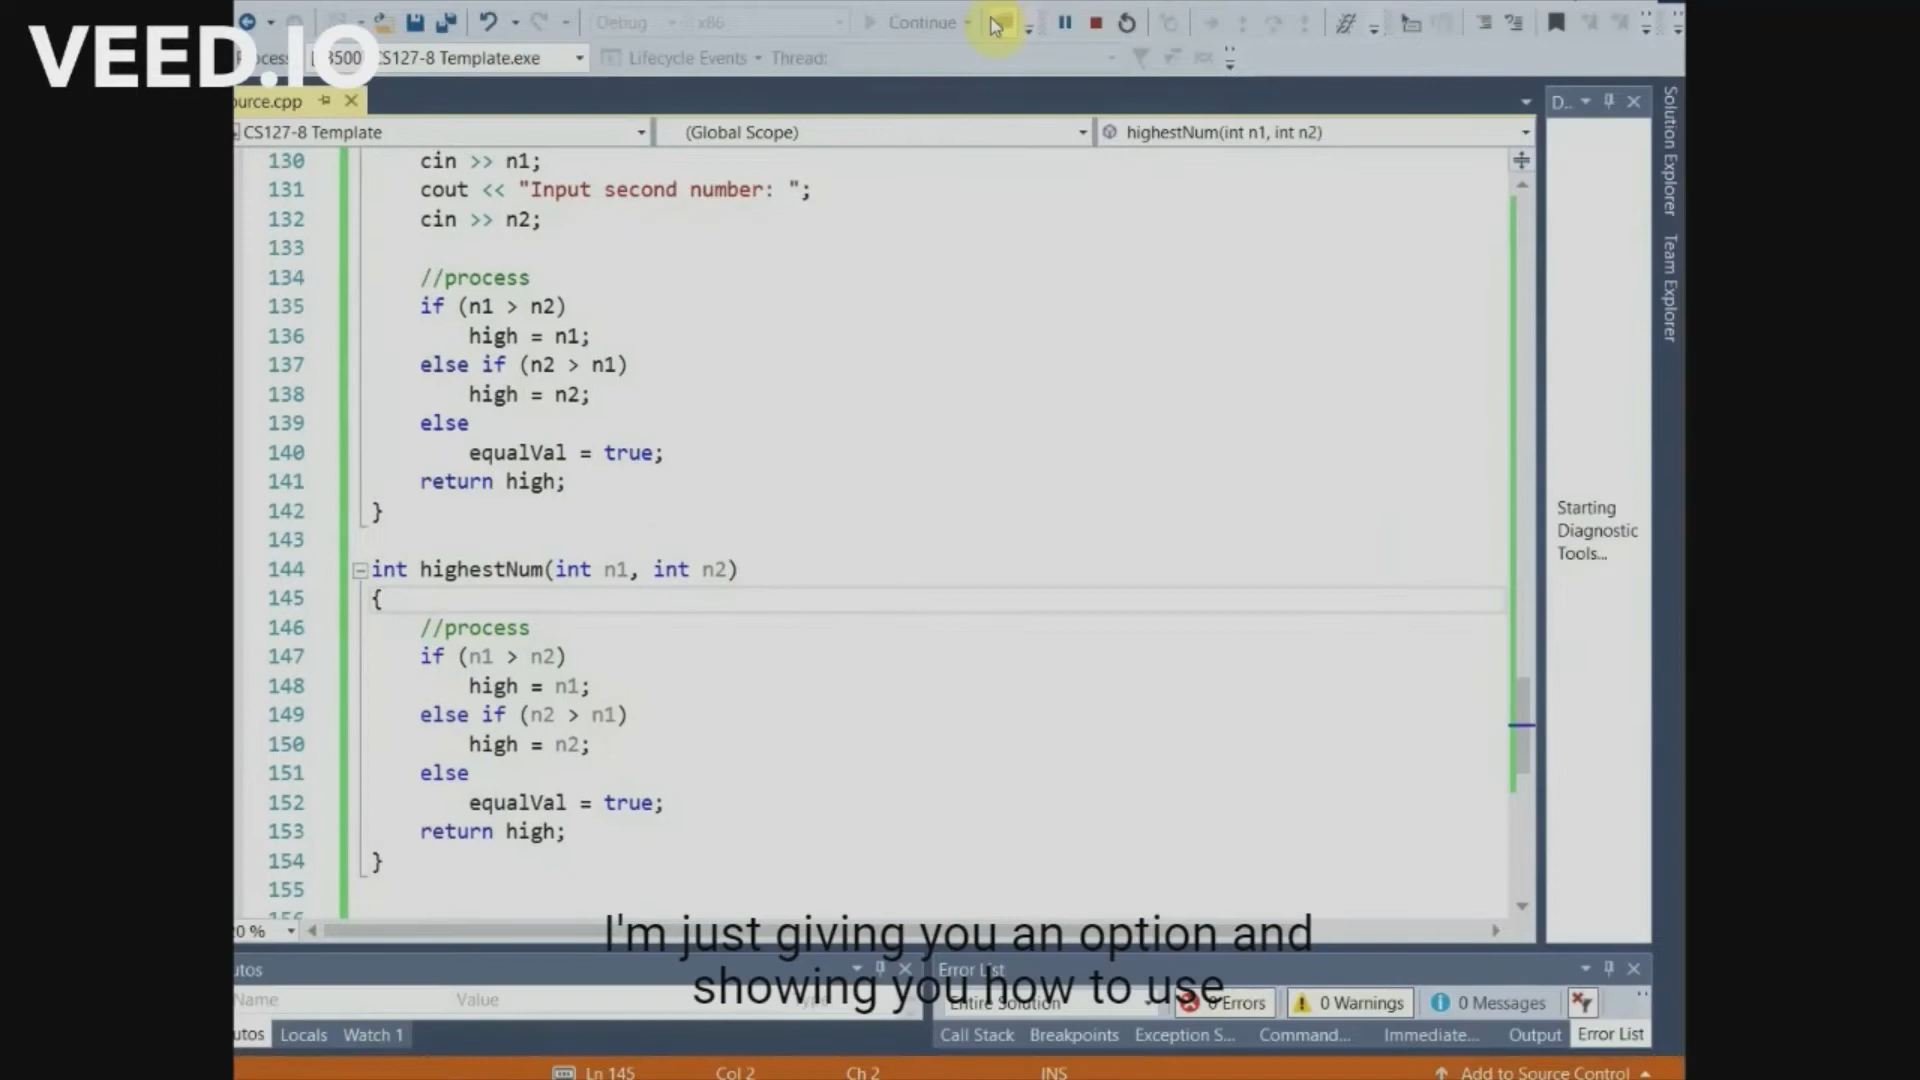 VEED.IO
Debug x86 Continue
CS127-8 Template.exe Lifecycle Events Thread:
ource.cpp
D..
CS127-8 Template (Global Scope) highestNum(int n1, int n2)
Solution Explorer
Team Explorer
130 cin >> n1;
131 cout << "Input second number: ";
132 cin >> n2;
133
134 //process
135 if (n1 > n2)
136 high = n1;
137 else if (n2 > n1)
138 high = n2;
139 else
140 equalVal = true;
141 return high;
142 }
143
144 int highestNum(int n1, int n2)
145 {
146 //process
147 if (n1 > n2)
148 high = n1;
149 else if (n2 > n1)
150 high = n2;
151 else
152 equalVal = true;
153 return high;
154 }
155
Starting
Diagnostic
Tools...
I'm just giving you an option and
showing you how to use
utos Error List
Name Value
Entire Solution 0 Errors 0 Warnings 0 Messages
utos Locals Watch 1
Call Stack Breakpoints Exception S... Command... Immediate... Output Error List
Ln 145 Col 2 Ch 2 INS Add to Source Control